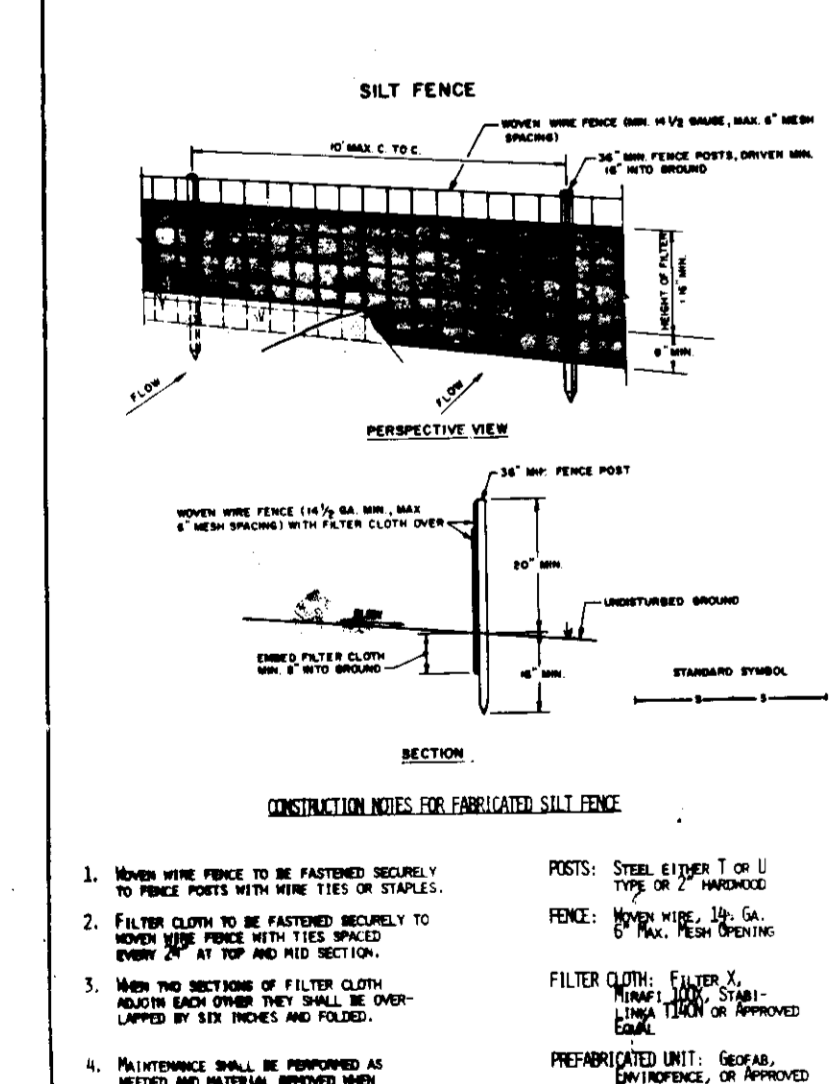 SILT FENCE
WOVEN WIRE FENCE (MIN. 14 1/2 GAUGE, MAX. 6" MESH
SPACING)
10' MAX. C. TO C.
36" MIN. FENCE POSTS, DRIVEN MIN.
16" INTO GROUND
HEIGHT OF FILTER
16" MIN.
8" MIN.
FLOW
FLOW
PERSPECTIVE VIEW
36" MIN. FENCE POST
WOVEN WIRE FENCE (14 1/2 GA. MIN., MAX
6" MESH SPACING) WITH FILTER CLOTH OVER
20" MIN.
UNDISTURBED GROUND
FLOW
EMBED FILTER CLOTH
MIN. 8" INTO GROUND
16" MIN.
STANDARD SYMBOL
S S
SECTION
CONSTRUCTION NOTES FOR FABRICATED SILT FENCE
1. WOVEN WIRE FENCE TO BE FASTENED SECURELY
TO FENCE POSTS WITH WIRE TIES OR STAPLES.
2. FILTER CLOTH TO BE FASTENED SECURELY TO
WOVEN WIRE FENCE WITH TIES SPACED
EVERY 24" AT TOP AND MID SECTION.
3. WHEN TWO SECTIONS OF FILTER CLOTH
ADJOIN EACH OTHER THEY SHALL BE OVER-
LAPPED BY SIX INCHES AND FOLDED.
4. MAINTENANCE SHALL BE PERFORMED AS
NEEDED AND MATERIAL REMOVED WHEN
POSTS: STEEL EITHER T OR U
TYPE OR 2" HARDWOOD
FENCE: WOVEN WIRE, 14 GA.
6" MAX. MESH OPENING
FILTER CLOTH: FILTER X,
MIRAFI 100X, STABI-
LINKA T140N OR APPROVED
EQUAL
PREFABRICATED UNIT: GEOFAB,
ENVIROFENCE, OR APPROVED